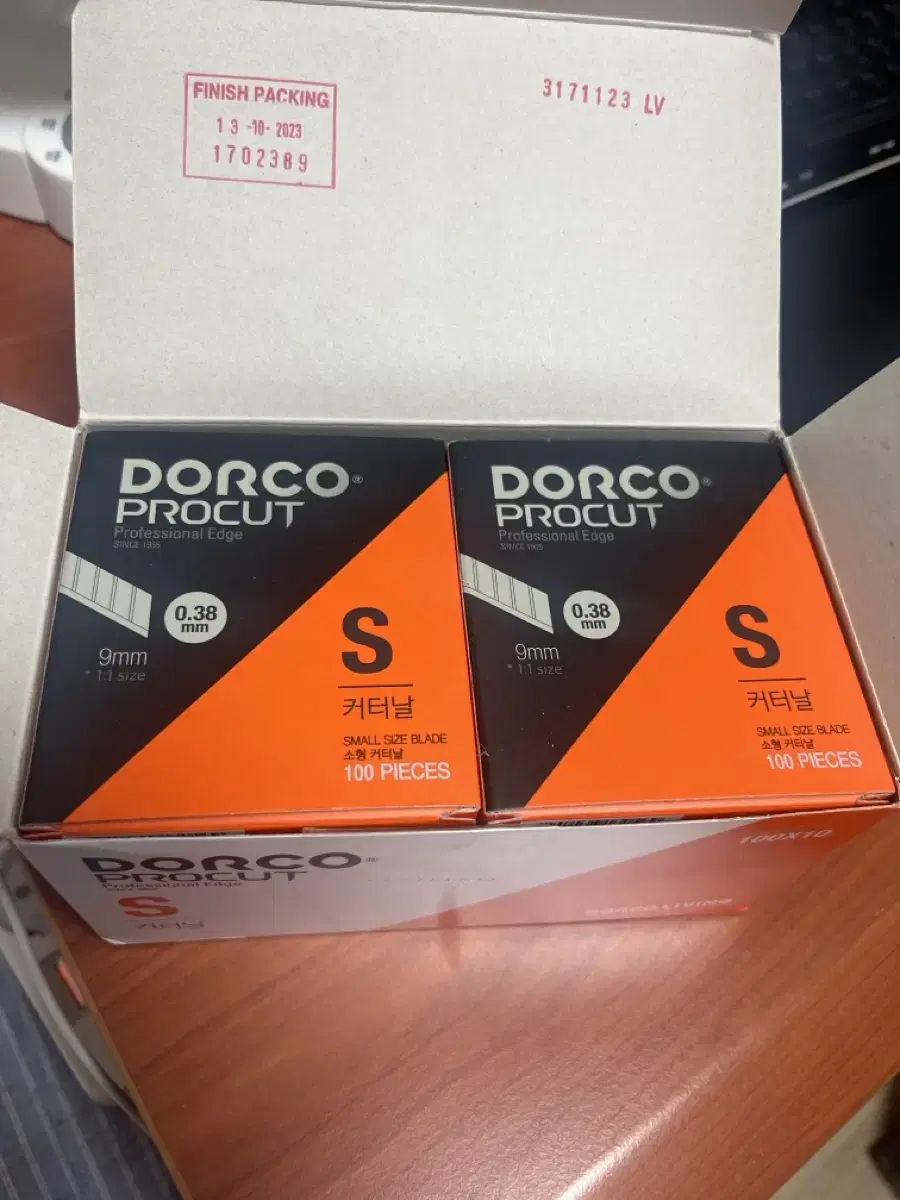 FINISH PACKING
13 -10- 2023
1702389
3171123 LV
DORCO®
PROCUT
Professional Edge
SINCE 1955
0.38
mm
9mm
* 1:1 size
S
커터날
SMALL SIZE BLADE
소형 커터날
100 PIECES
DORCO®
PROCUT
Professional Edge
SINCE 1955
0.38
mm
9mm
* 1:1 size
S
커터날
SMALL SIZE BLADE
소형 커터날
100 PIECES
DORCO®
PROCUT
Professional Edge
S
커터날
100X10
DORCO LIVING